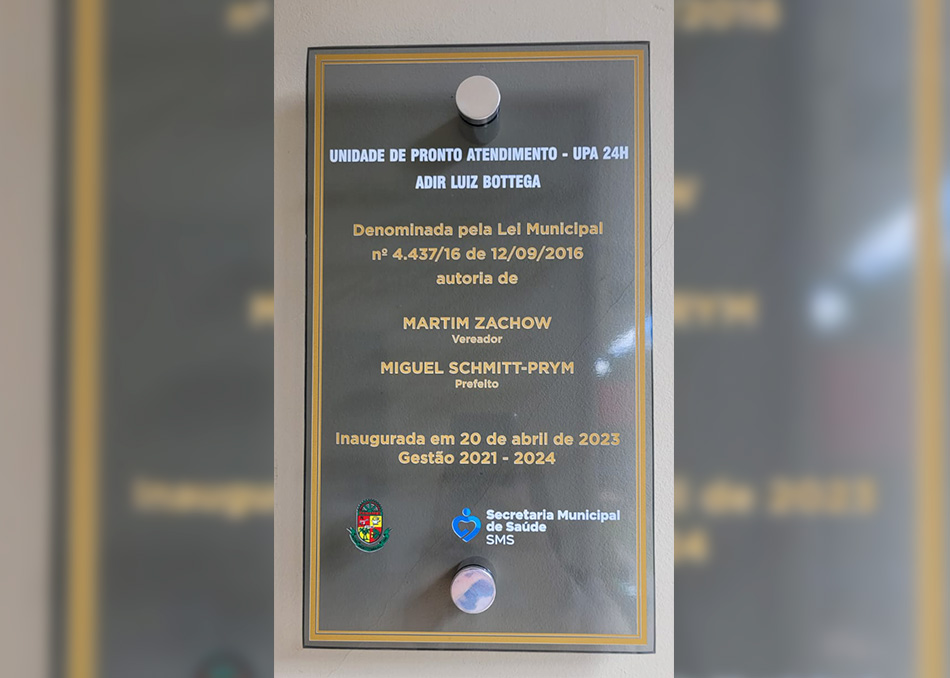 UNIDADE DE PRONTO ATENDIMENTO - UPA 24H
ADIR LUIZ BOTTEGA
Denominada pela Lei Municipal
nº 4.437/16 de 12/09/2016
autoria de
MARTIM ZACHOW
Vereador
MIGUEL SCHMITT-PRYM
Prefeito
Inaugurada em 20 de abril de 2023
Gestão 2021 - 2024
Secretaria Municipal
de Saúde
SMS